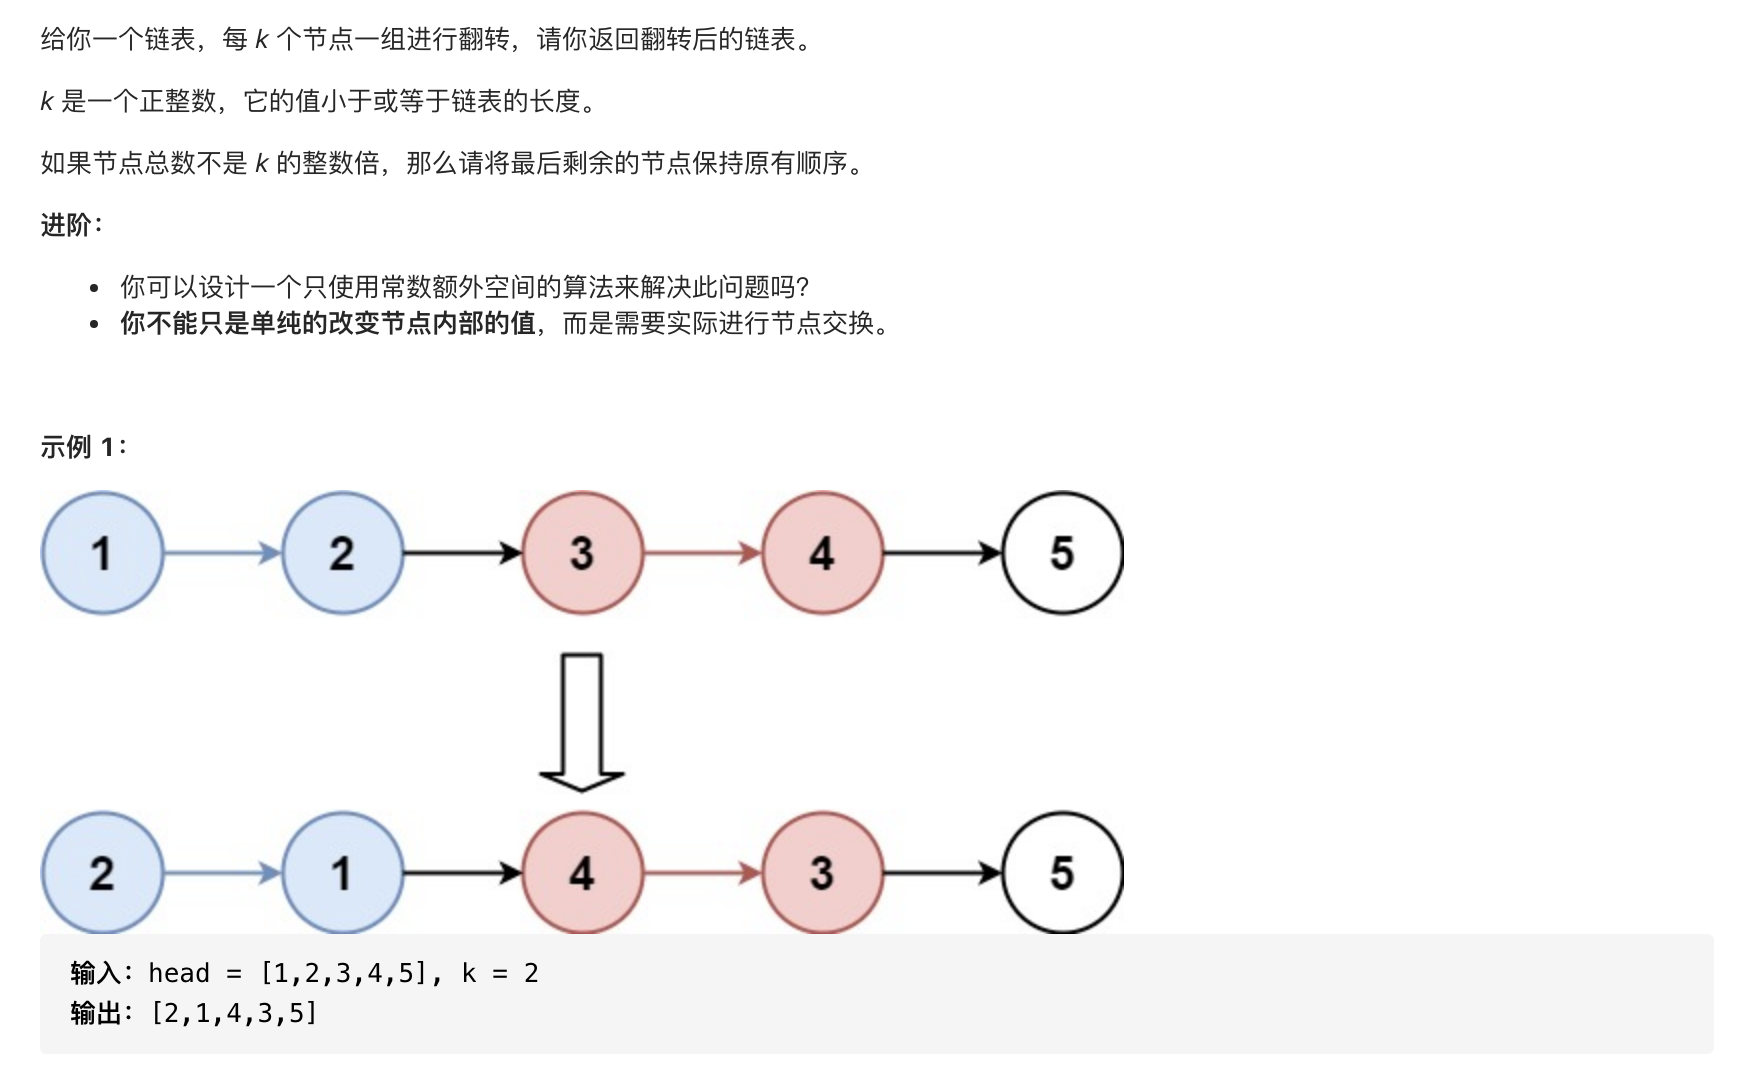 给你一个链表，每 k 个节点一组进行翻转，请你返回翻转后的链表。
k 是一个正整数，它的值小于或等于链表的长度。
如果节点总数不是 k 的整数倍，那么请将最后剩余的节点保持原有顺序。
进阶：
• 你可以设计一个只使用常数额外空间的算法来解决此问题吗？
• 你不能只是单纯的改变节点内部的值，而是需要实际进行节点交换。
示例 1：
1 2 3 4 5
2 1 4 3 5
输入：head = [1,2,3,4,5], k = 2
输出：[2,1,4,3,5]